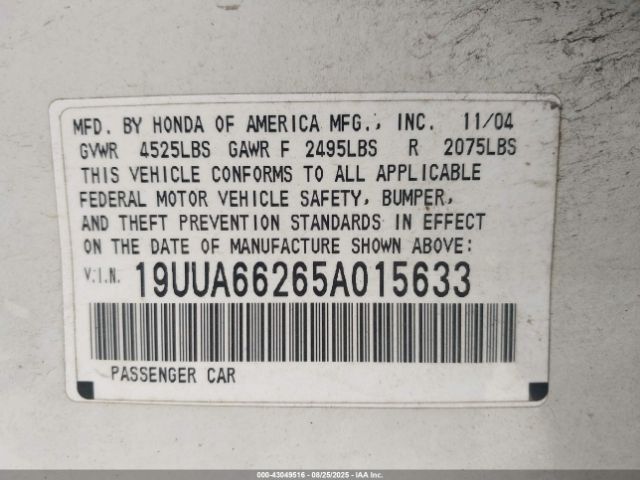 MFD. BY HONDA OF AMERICA MFG., INC. 11/04
GVWR 4525LBS GAWR F 2495LBS R 2075LBS
THIS VEHICLE CONFORMS TO ALL APPLICABLE
FEDERAL MOTOR VEHICLE SAFETY, BUMPER,
AND THEFT PREVENTION STANDARDS IN EFFECT
ON THE DATE OF MANUFACTURE SHOWN ABOVE:
V.I.N. 19UUA66265A015633
PASSENGER CAR
000-43049516 - 08/25/2025 - Copyright © 2025 IAA, Inc.